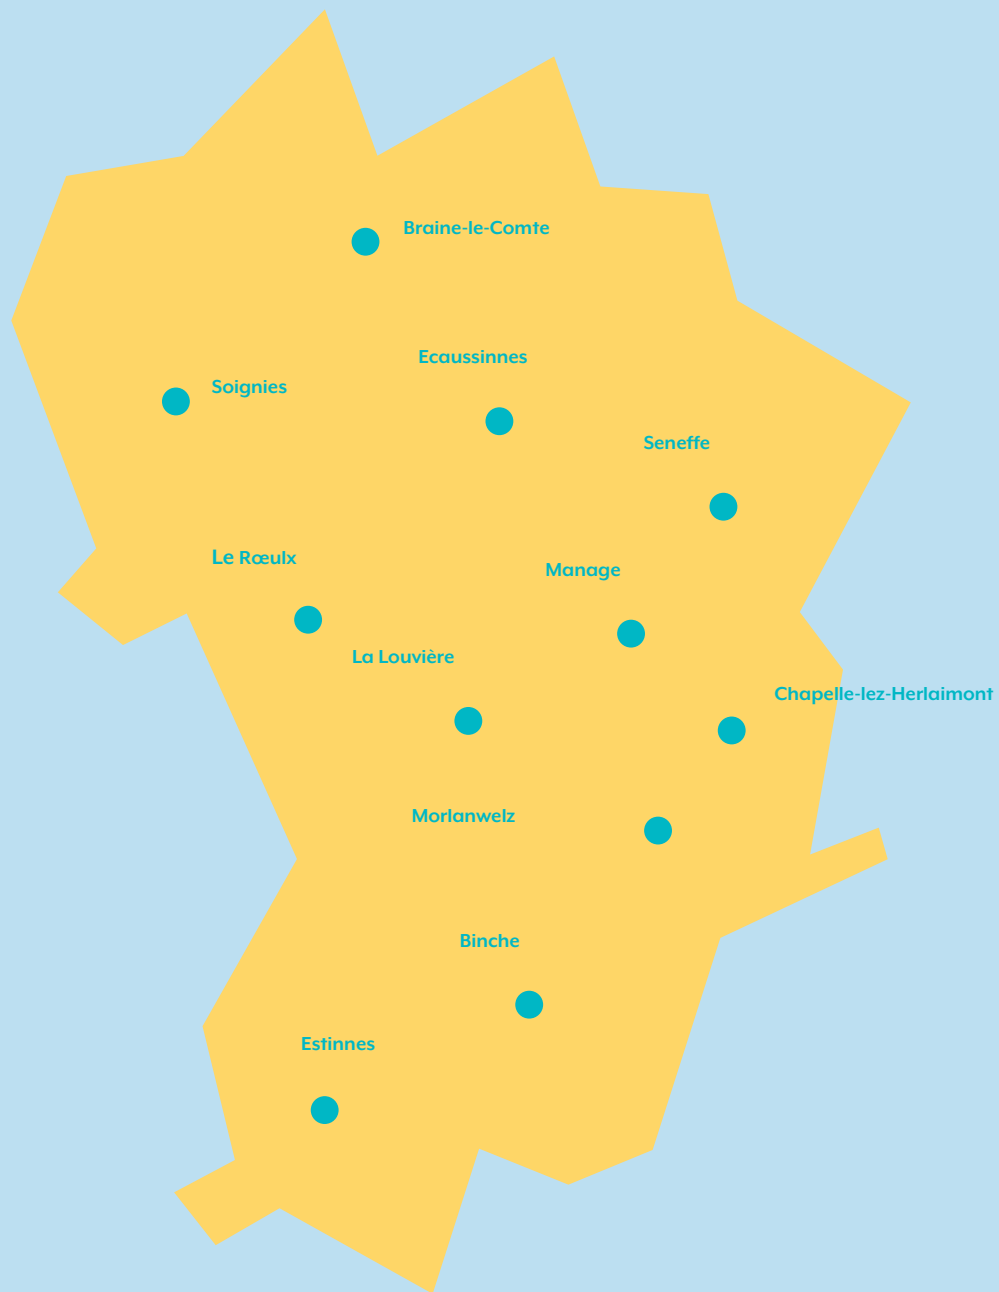 Braine-le-Comte
Ecaussinnes
Soignies
Seneffe
Le Rœulx
Manage
La Louvière
Chapelle-lez-Herlaimont
Morlanwelz
Binche
Estinnes